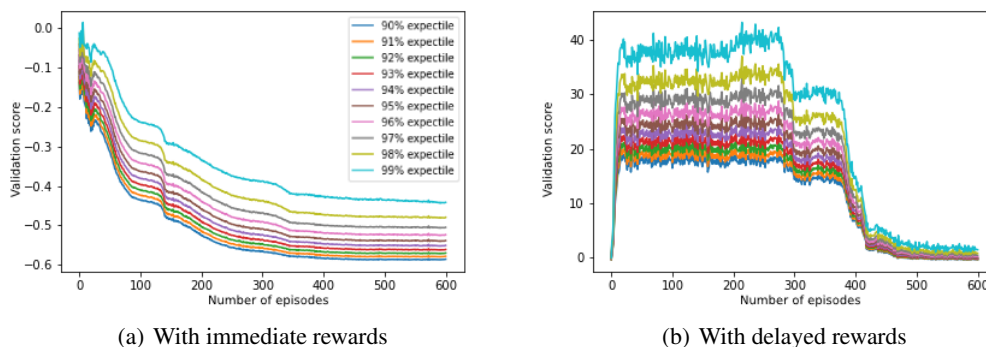 0.0
−0.1
−0.2
−0.3
−0.4
−0.5
−0.6
Validation score
0 100 200 300 400 500 600
Number of episodes
90% expectile
91% expectile
92% expectile
93% expectile
94% expectile
95% expectile
96% expectile
97% expectile
98% expectile
99% expectile
(a) With immediate rewards
40
30
20
10
0
Validation score
0 100 200 300 400 500 600
Number of episodes
(b) With delayed rewards